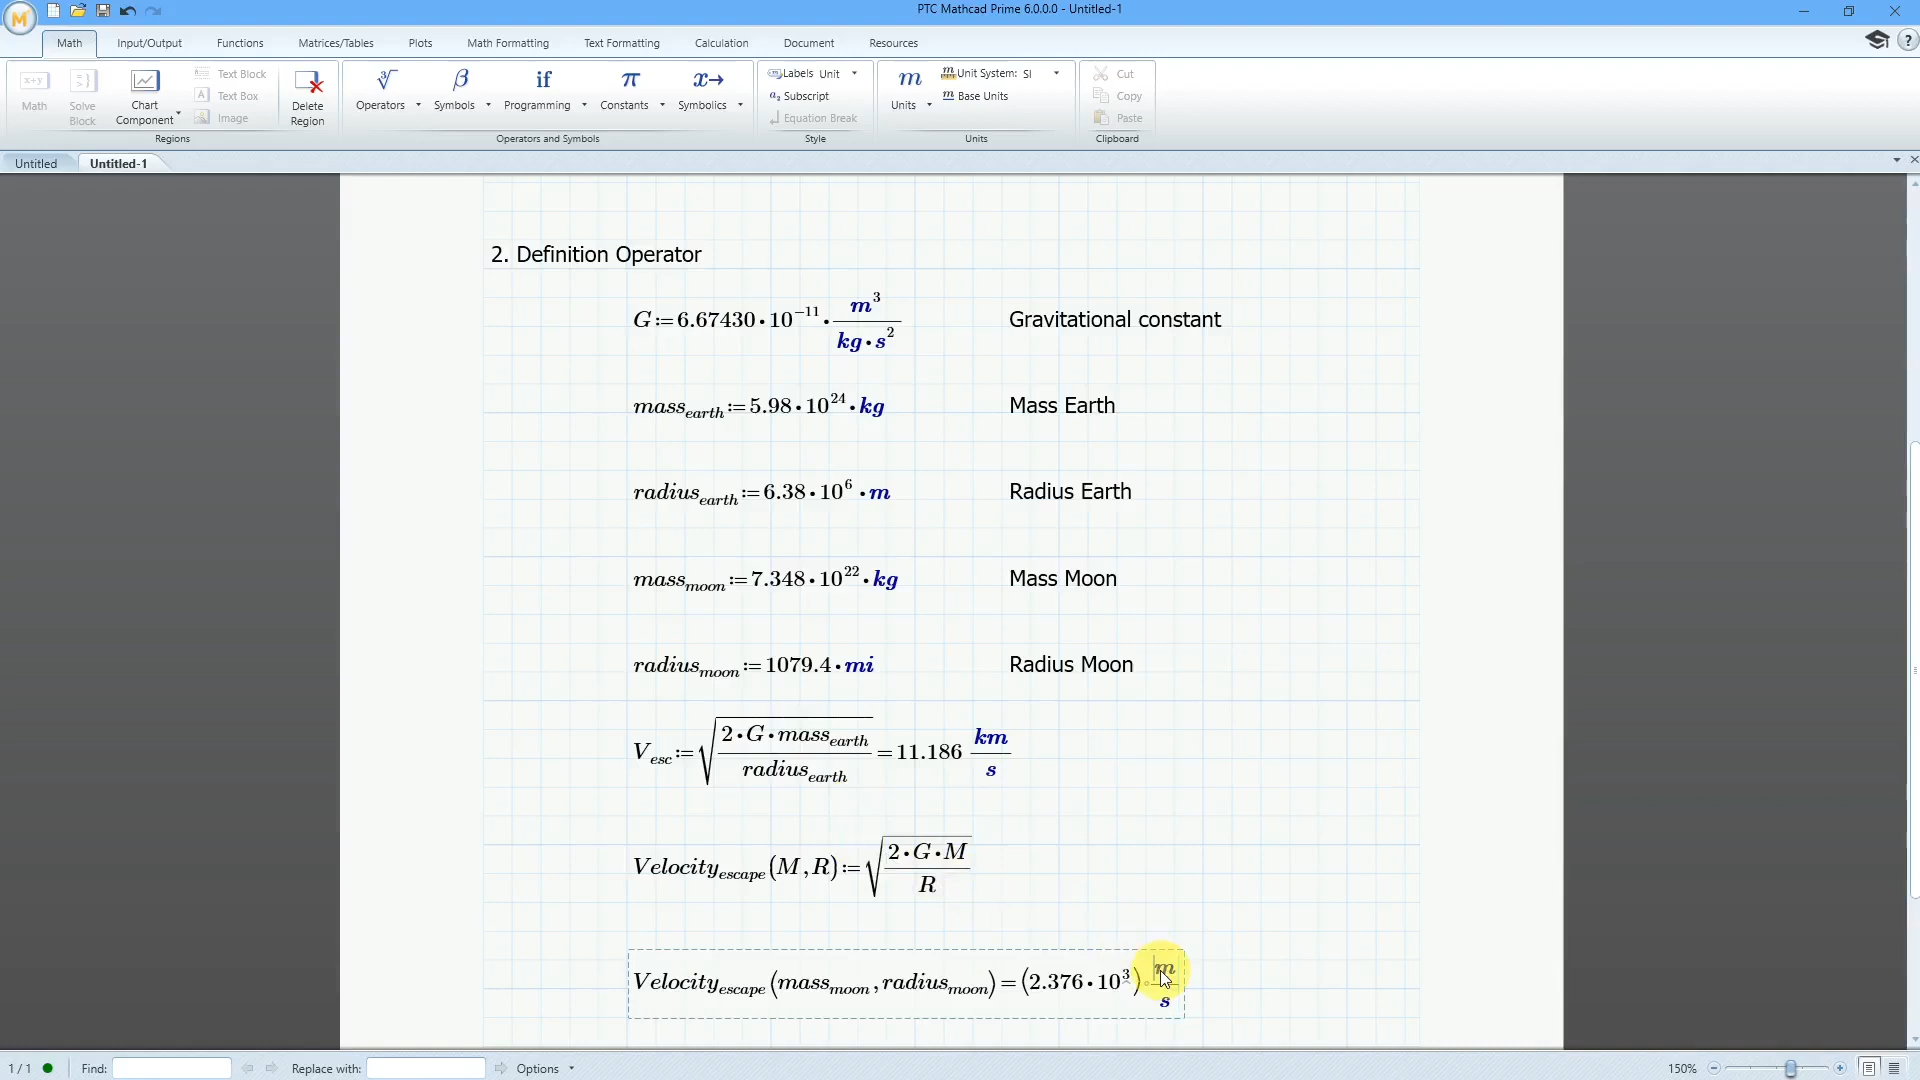 PTC Mathcad Prime 6.0.0.0 - Untitled-1
Math Input/Output Functions Matrices/Tables Plots Math Formatting Text Formatting Calculation Document Resources
Math
Solve Block
Chart Component
Text Block
Text Box
Image
Delete Region
Operators
Symbols
Programming
Constants
Symbolics
Labels Unit
Subscript
Equation Break
Units
Unit System: SI
Base Units
Cut
Copy
Paste
Regions Operators and Symbols Style Units Clipboard
Untitled Untitled-1
2. Definition Operator
G:=6.67430•10^-11•m^3/(kg•s^2) Gravitational constant
mass_earth:=5.98•10^24•kg Mass Earth
radius_earth:=6.38•10^6•m Radius Earth
mass_moon:=7.348•10^22•kg Mass Moon
radius_moon:=1079.4•mi Radius Moon
V_esc:=√(2•G•mass_earth/radius_earth)=11.186 km/s
Velocity_escape(M,R):=√(2•G•M/R)
Velocity_escape(mass_moon,radius_moon)=(2.376•10^3) m/s
1 / 1 Find: Replace with: Options 150%